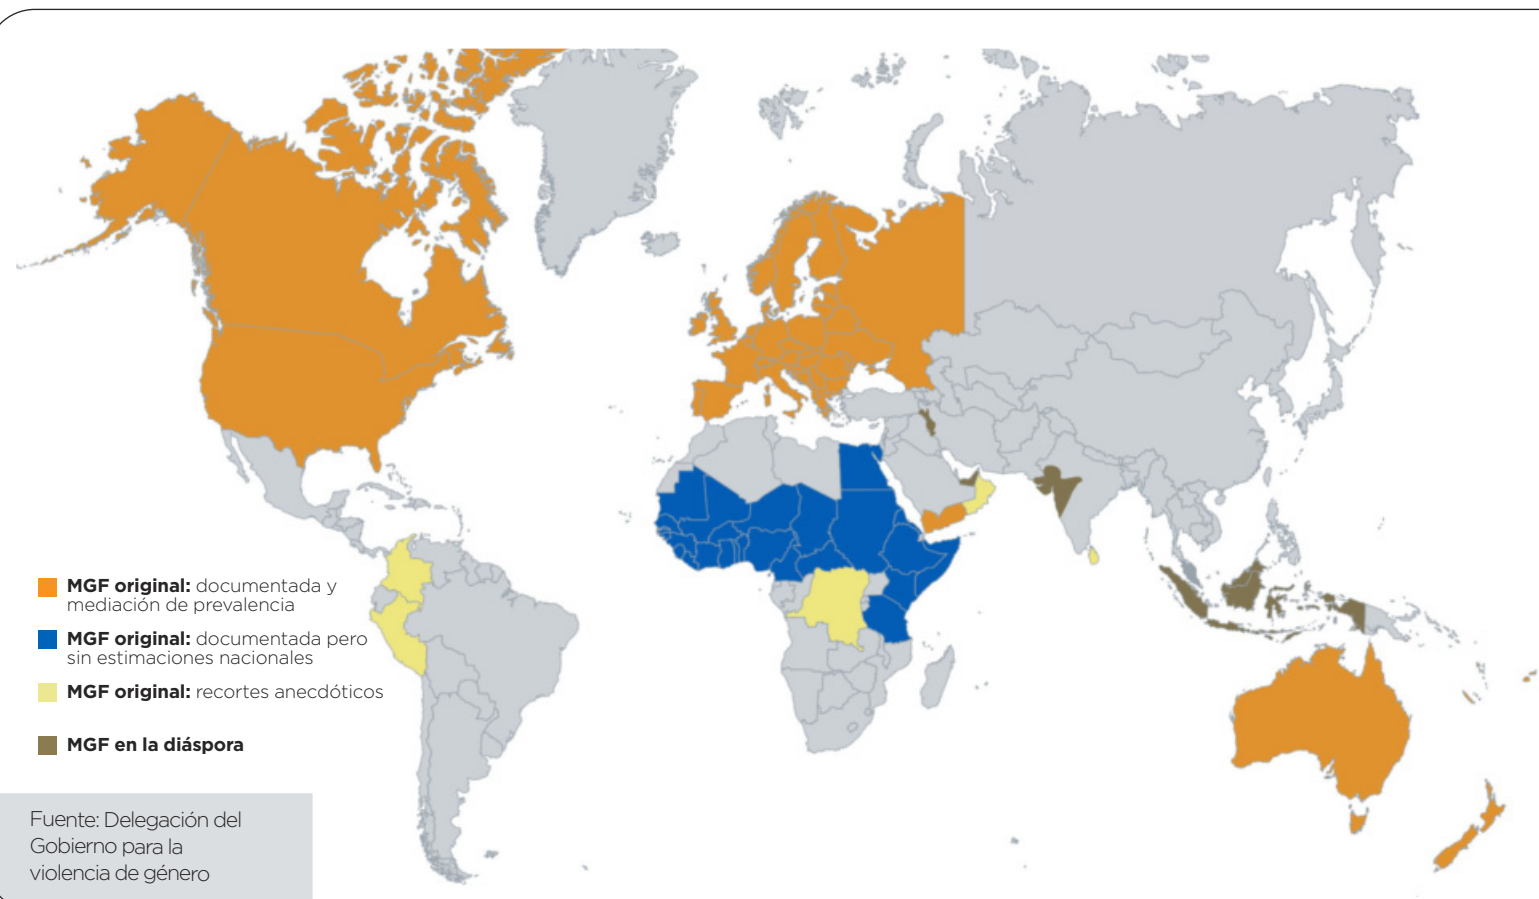 MGF original: documentada y
mediación de prevalencia
MGF original: documentada pero
sin estimaciones nacionales
MGF original: recortes anecdóticos
MGF en la diáspora
Fuente: Delegación del
Gobierno para la
violencia de género